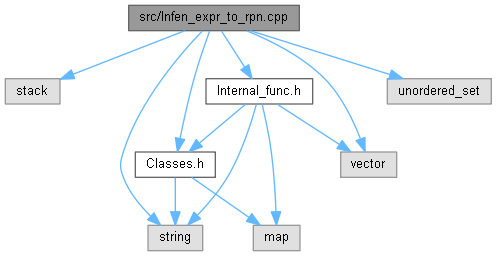 src/Infen_expr_to_rpn.cpp
stack
Internal_func.h
unordered_set
Classes.h
vector
string
map